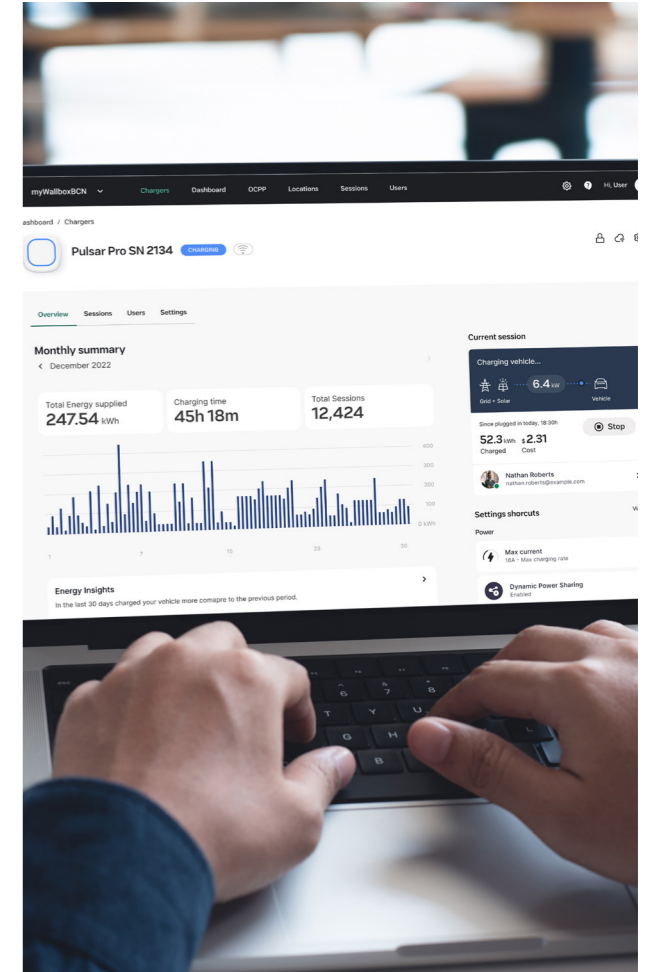 myWallboxBCN Chargers Dashboard OCPP Locations Sessions Users Hi, User
ashboard / Chargers
Pulsar Pro SN 2134 CHARGING
Overview Sessions Users Settings
Monthly summary
December 2022
Total Energy supplied
247.54 kWh
Charging time
45h 18m
Total Sessions
12,424
400
300
200
100
0 kWh
7
15
23
30
Energy Insights
In the last 30 days charged your vehicle more comapre to the previous period.
Current session
Charging vehicle...
6.4 kW
Grid + Solar Vehicle
Since plugged in today, 18:30h
Stop
52.3 kWh $ 2.31
Charged Cost
Nathan Roberts
nathan.roberts@example.com
Settings shorcuts
Power
Max current
16A - Max charging rate
Dynamic Power Sharing
Enabled
esc
6 7 8
T Y U
G H L
B